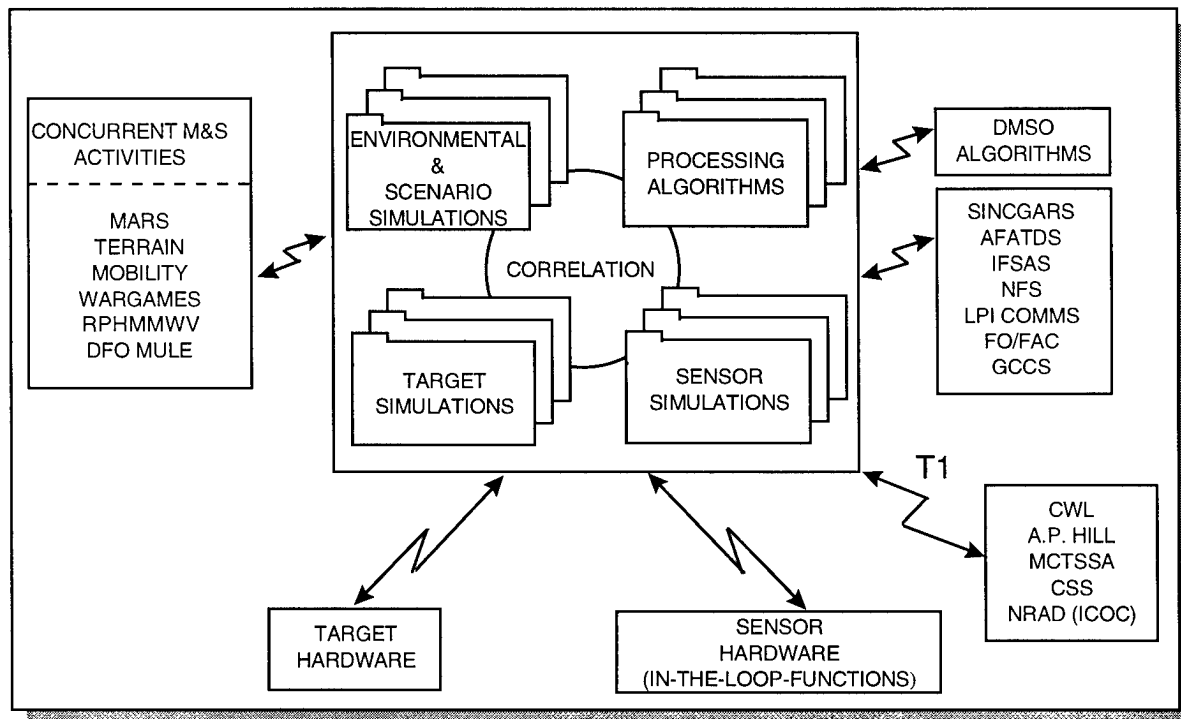 CONCURRENT M&S
ACTIVITIES
MARS
TERRAIN
MOBILITY
WARGAMES
RPHMMWV
DFO MULE
ENVIRONMENTAL
&
SCENARIO
SIMULATIONS
PROCESSING
ALGORITHMS
CORRELATION
TARGET
SIMULATIONS
SENSOR
SIMULATIONS
DMSO
ALGORITHMS
SINCGARS
AFATDS
IFSAS
NFS
LPI COMMS
FO/FAC
GCCS
T1
CWL
A.P. HILL
MCTSSA
CSS
NRAD (ICOC)
TARGET
HARDWARE
SENSOR
HARDWARE
(IN-THE-LOOP-FUNCTIONS)